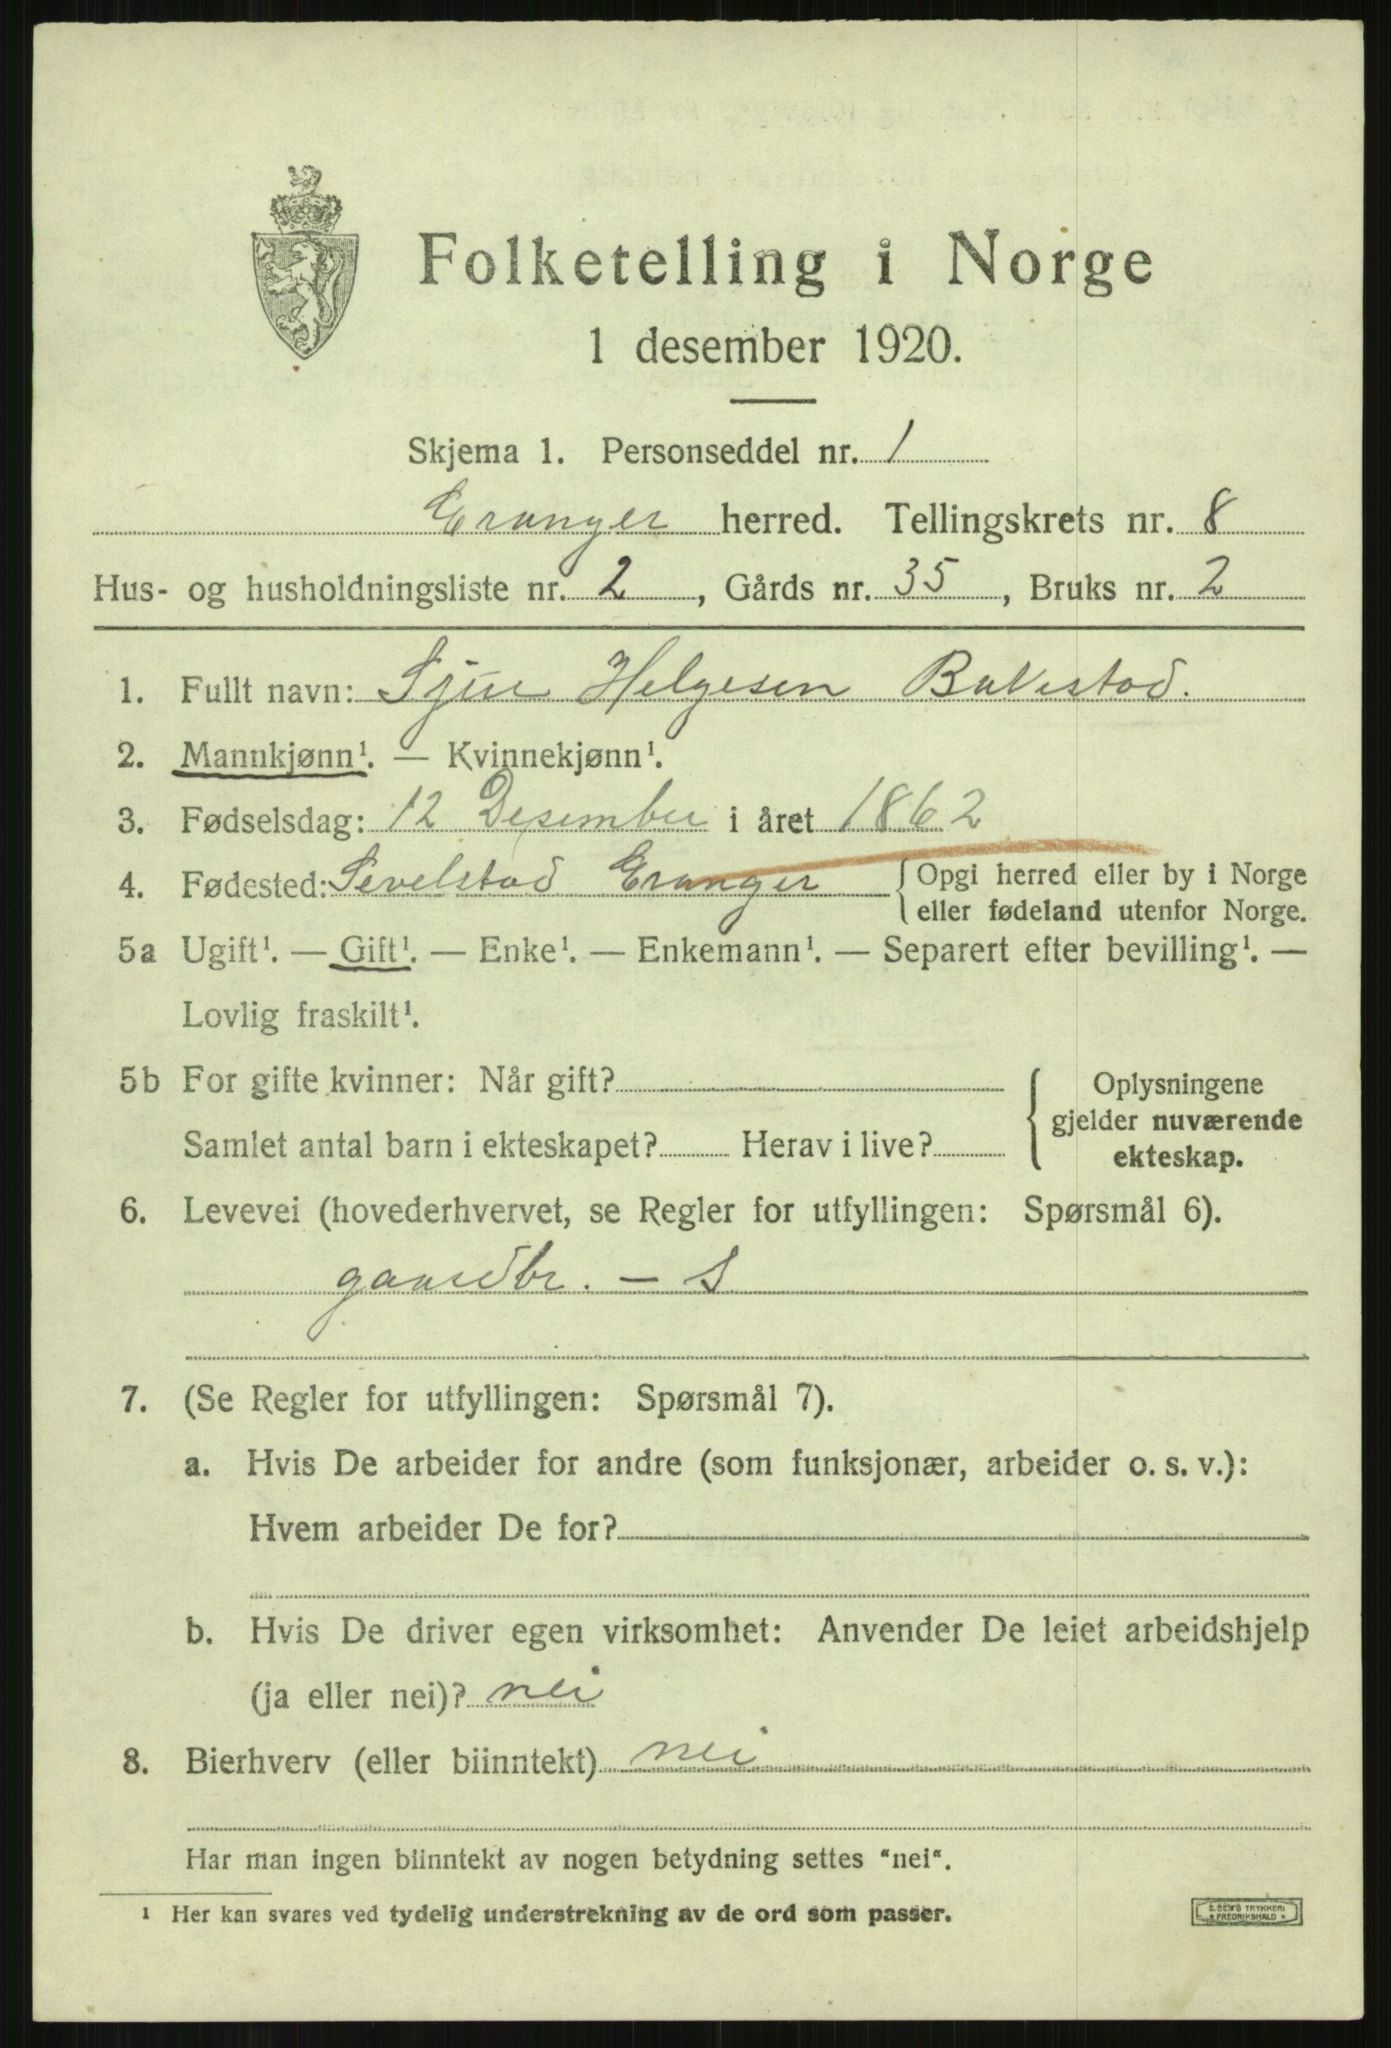 Folketelling i Norge
1 desember 1920.
Skjema 1. Personseddel nr. 1
Granger herred. Tellingskrets nr. 8
Hus- og husholdningsliste nr. 2, Gårds nr. 35, Bruks nr. 2
1. Fullt navn: Sjur Helgesen Bakestad.
2. Mannkjønn¹. — Kvinnekjønn¹.
3. Fødselsdag: 12 Desember i året 1862
4. Fødested: Sevelstad Eranger { Opgi herred eller by i Norge
eller fødeland utenfor Norge.
5a Ugift¹. — Gift¹. — Enke¹. — Enkemann¹. — Separert efter bevilling¹. —
Lovlig fraskilt¹.
5b For gifte kvinner: Når gift?
Samlet antal barn i ekteskapet? Herav i live?
{ Oplysningene
gjelder nuværende
ekteskap.
6. Levevei (hovederhvervet, se Regler for utfyllingen: Spørsmål 6).
gaardbr. - S
7. (Se Regler for utfyllingen: Spørsmål 7).
a. Hvis De arbeider for andre (som funksjonær, arbeider o. s. v.):
Hvem arbeider De for?
b. Hvis De driver egen virksomhet: Anvender De leiet arbeidshjelp
(ja eller nei)? nei
8. Bierhverv (eller biinntekt) nei
Har man ingen biinntekt av nogen betydning settes "nei".
¹ Her kan svares ved tydelig understrekning av de ord som passer.
E. SEM'S TRYKKERI
FREDRIKSHALD